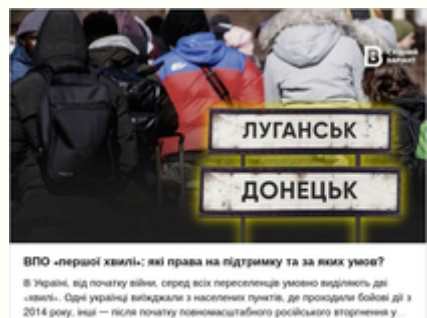 ЛУГАНСЬК
ДОНЕЦЬК
ВПО «першої хвилі»: які права на підтримку та за яких умов?
В Україні, від початку війни, серед всіх переселенців умовно виділяють дві
«хвилі». Одні українці виїжджали з населених пунктів, де проходили бойові дії з
2014 року, інші — після початку повномасштабного російського вторгнення у